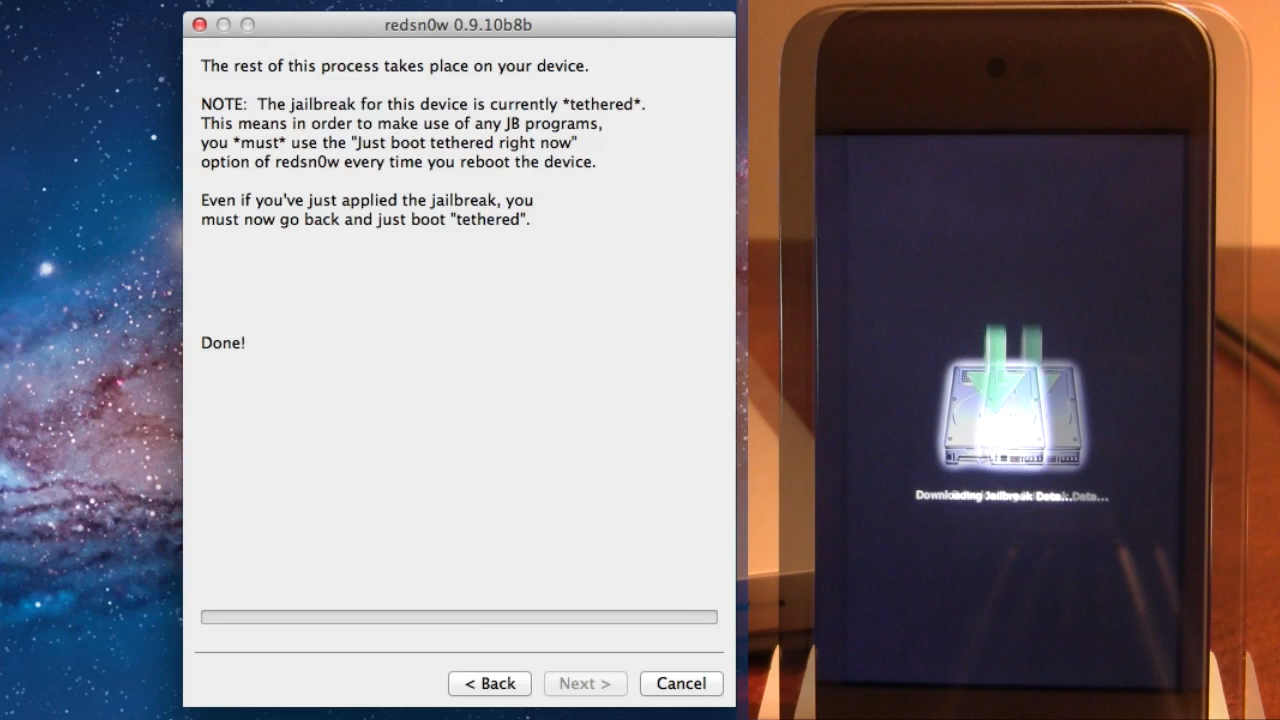 redsn0w 0.9.10b8b
The rest of this process takes place on your device.
NOTE: The jailbreak for this device is currently *tethered*.
This means in order to make use of any JB programs,
you *must* use the "Just boot tethered right now"
option of redsn0w every time you reboot the device.
Even if you've just applied the jailbreak, you
must now go back and just boot "tethered".
Done!
< Back
Next >
Cancel
Downloading Jailbreak Data...